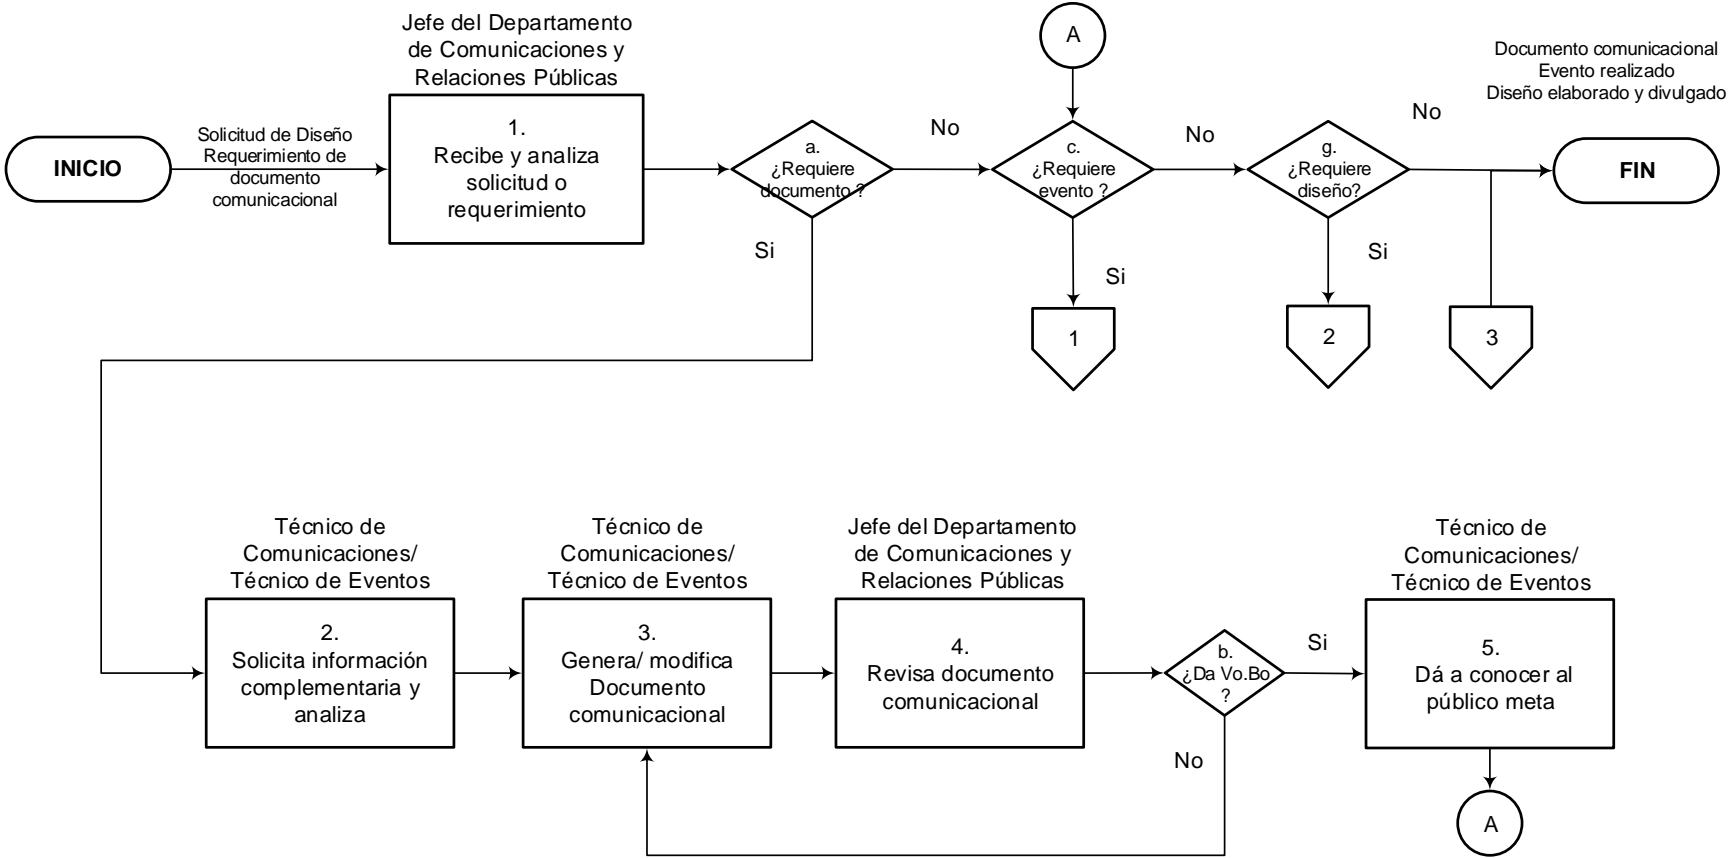 Jefe del Departamento
de Comunicaciones y
Relaciones Públicas
A
Documento comunicacional
Evento realizado
Diseño elaborado y divulgado
INICIO
Solicitud de Diseño
Requerimiento de
documento
comunicacional
1.
Recibe y analiza
solicitud o
requerimiento
a.
¿Requiere
documento ?
No
c.
¿Requiere
evento ?
No
g.
¿Requiere
diseño?
No
FIN
Si
Si
Si
1
2
3
Técnico de
Comunicaciones/
Técnico de Eventos
2.
Solicita información
complementaria y
analiza
Técnico de
Comunicaciones/
Técnico de Eventos
3.
Genera/ modifica
Documento
comunicacional
Jefe del Departamento
de Comunicaciones y
Relaciones Públicas
4.
Revisa documento
comunicacional
b.
¿Da Vo.Bo
?
Si
No
Técnico de
Comunicaciones/
Técnico de Eventos
5.
Dá a conocer al
público meta
A